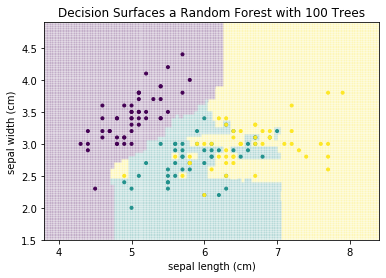 Decision Surfaces a Random Forest with 100 Trees
sepal width (cm)
4.5
4.0
3.5
3.0
2.5
2.0
1.5
4 5 6 7 8
sepal length (cm)